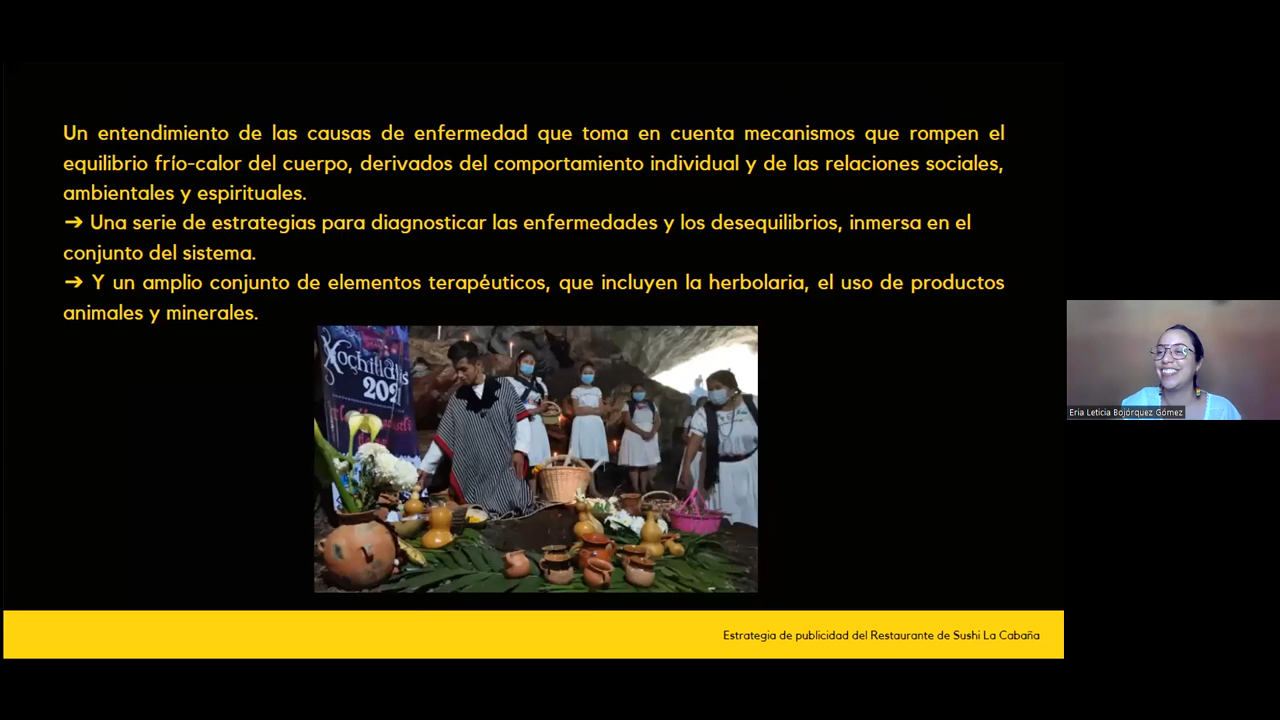 Un entendimiento de las causas de enfermedad que toma en cuenta mecanismos que rompen el
equilibrio frío-calor del cuerpo, derivados del comportamiento individual y de las relaciones sociales,
ambientales y espirituales.
➔ Una serie de estrategias para diagnosticar las enfermedades y los desequilibrios, inmersa en el
conjunto del sistema.
➔ Y un amplio conjunto de elementos terapéuticos, que incluyen la herbolaria, el uso de productos
animales y minerales.
Estrategia de publicidad del Restaurante de Sushi La Cabaña
Eria Leticia Bojórquez Gómez